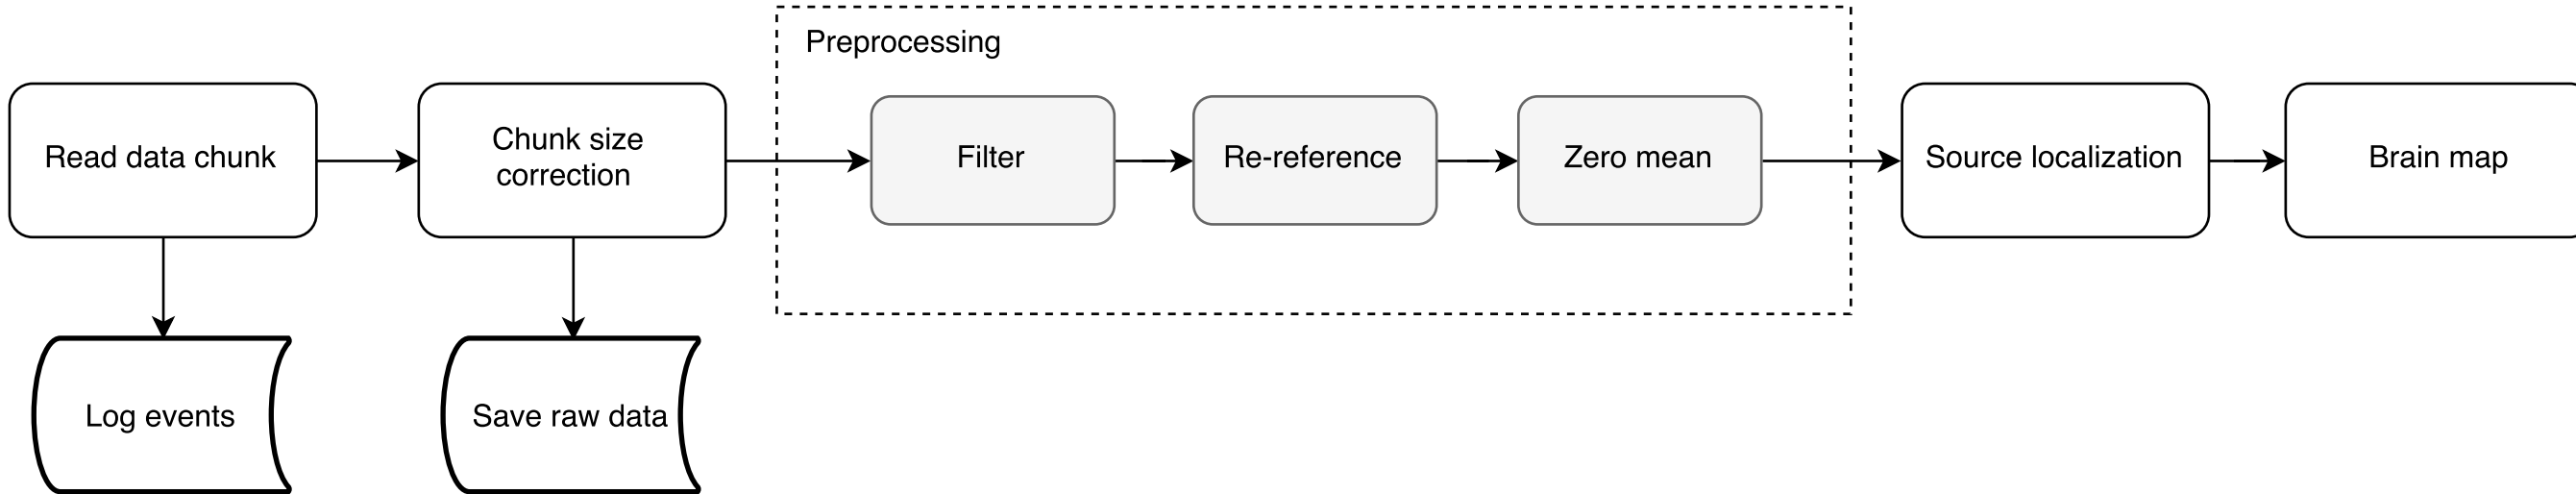 Preprocessing
Read data chunk
Chunk size
correction
Filter
Re-reference
Zero mean
Source localization
Brain map
Log events
Save raw data